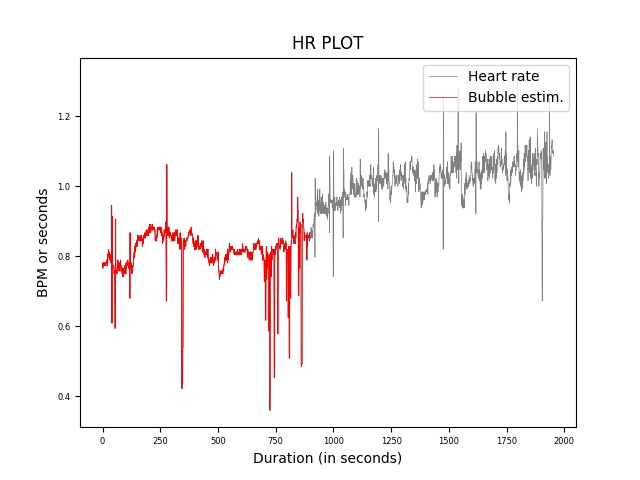 HR PLOT
Heart rate
Bubble estim.
BPM or seconds
1.2
1.0
0.8
0.6
0.4
0 250 500 750 1000 1250 1500 1750 2000
Duration (in seconds)